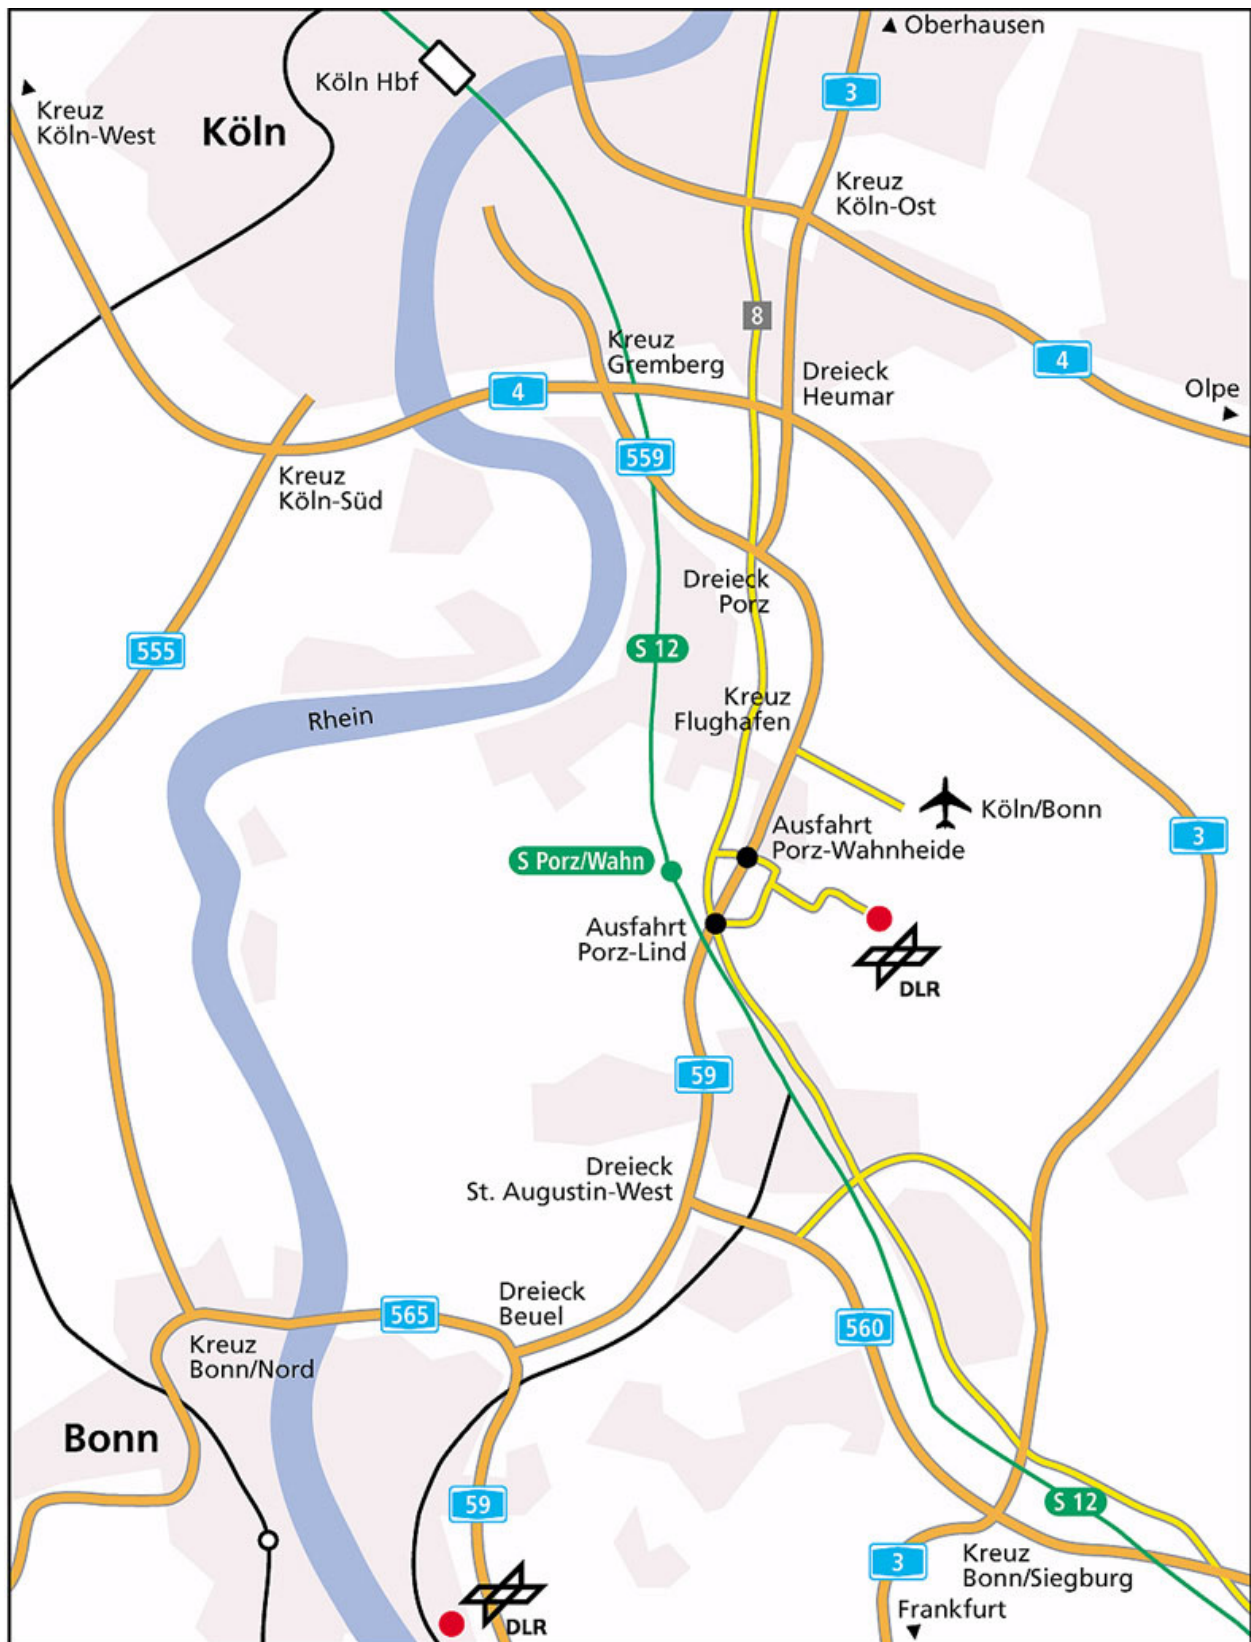 Oberhausen
Köln Hbf
3
Kreuz
Köln-West
Köln
Kreuz
Köln-Ost
8
Kreuz
Gremberg
Dreieck
Heumar
4
4
Olpe
559
Kreuz
Köln-Süd
Dreieck
Porz
555
S 12
Kreuz
Flughafen
Rhein
Köln/Bonn
Ausfahrt
Porz-Wahnheide
3
S Porz/Wahn
Ausfahrt
Porz-Lind
DLR
59
Dreieck
St. Augustin-West
Dreieck
Beuel
565
560
Kreuz
Bonn/Nord
Bonn
59
S 12
3
Kreuz
Bonn/Siegburg
Frankfurt
DLR